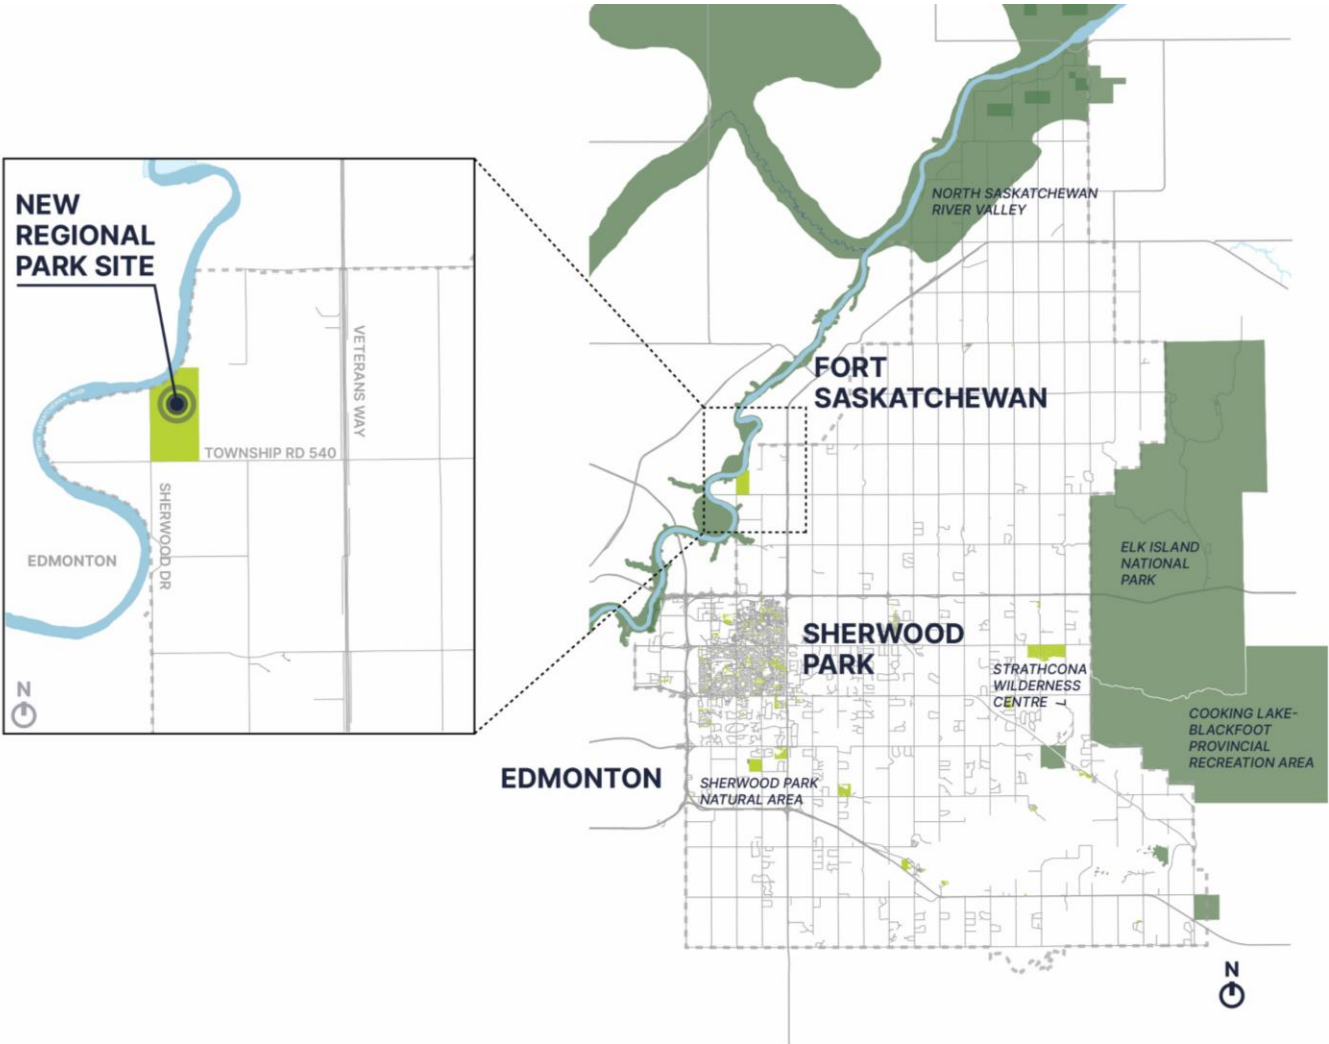 NEW
REGIONAL
PARK SITE
VETERANS WAY
TOWNSHIP RD 540
SHERWOOD DR
EDMONTON
N
NORTH SASKATCHEWAN
RIVER VALLEY
FORT
SASKATCHEWAN
ELK ISLAND
NATIONAL
PARK
SHERWOOD
PARK
STRATHCONA
WILDERNESS
CENTRE
COOKING LAKE-
BLACKFOOT
PROVINCIAL
RECREATION AREA
EDMONTON
SHERWOOD PARK
NATURAL AREA
N